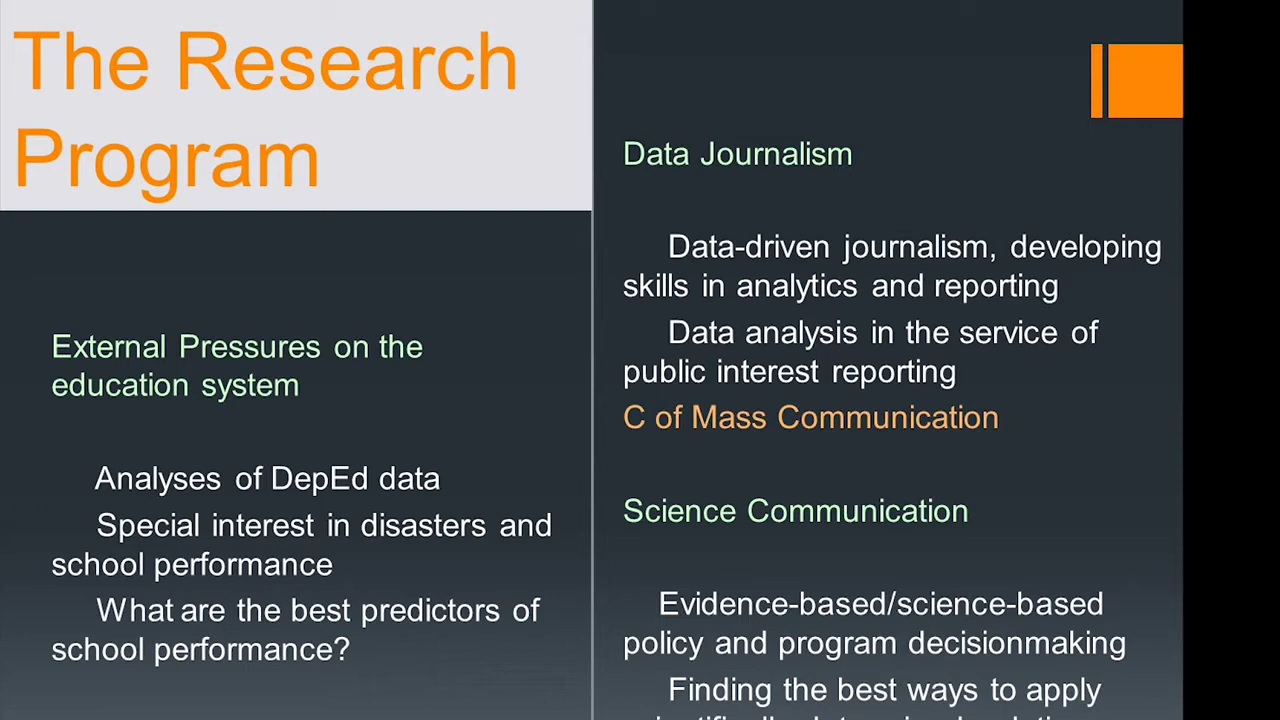 The Research
Program
External Pressures on the
education system
Analyses of DepEd data
Special interest in disasters and
school performance
What are the best predictors of
school performance?
Data Journalism
Data-driven journalism, developing
skills in analytics and reporting
Data analysis in the service of
public interest reporting
C of Mass Communication
Science Communication
Evidence-based/science-based
policy and program decisionmaking
Finding the best ways to apply